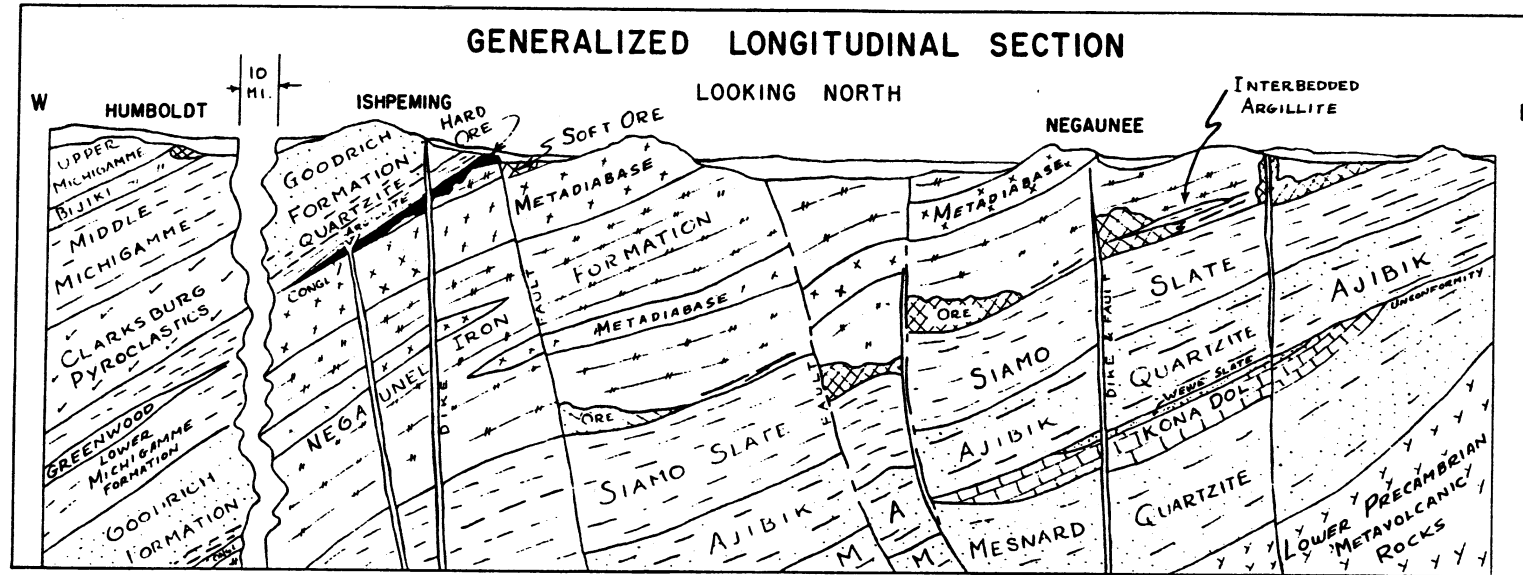 GENERALIZED LONGITUDINAL SECTION
LOOKING NORTH
W
HUMBOLDT
10
MI.
ISHPEMING
NEGAUNEE
INTERBEDDED
ARGILLITE
UPPER
MICHIGAMME
BIJIKI
MIDDLE
MICHIGAMME
CLARKSBURG
PYROCLASTICS
GREENWOOD
LOWER
MICHIGAMME
FORMATION
GOODRICH
FORMATION
CONGL
GOODRICH
FORMATION
QUARTZITE
ARGILLITE
CONGL
HARD
ORE
SOFT ORE
NEGAUNEE IRON FORMATION
DIKE
FAULT
METADIABASE
METADIABASE
ORE
SIAMO SLATE
AJIBIK
FAULT
A
M
M
METADIABASE
ORE
SIAMO
AJIBIK
MESNARD
DIKE & FAULT
SLATE
QUARTZITE
WEWE SLATE
KONA DOL.
QUARTZITE
AJIBIK
UNCONFORMITY
LOWER PRECAMBRIAN
METAVOLCANIC
ROCKS